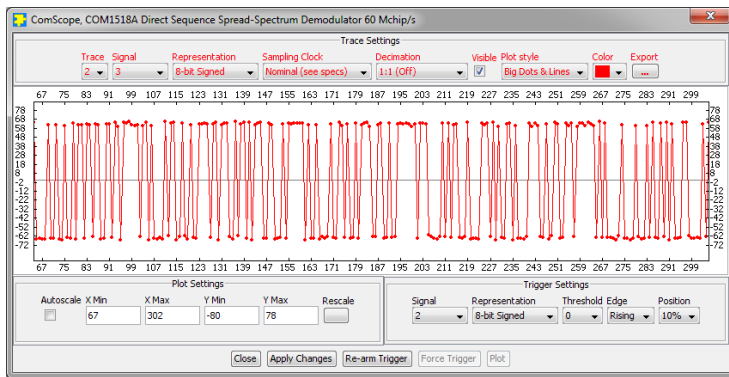 ComScope, COM1518A Direct Sequence Spread-Spectrum Demodulator 60 Mchip/s
Trace Settings
Trace Signal Representation Sampling Clock Decimation Visible Plot style Color Export
2 3 8-bit Signed Nominal (see specs) 1:1 (Off) Big Dots & Lines ...
67 75 83 91 99 107 115 123 131 139 147 155 163 171 179 187 195 203 211 219 227 235 243 251 259 267 275 283 291 299
78 78
68 68
58 58
48 48
38 38
28 28
18 18
8 8
-2 -2
-12 -12
-22 -22
-32 -32
-42 -42
-52 -52
-62 -62
-72 -72
67 75 83 91 99 107 115 123 131 139 147 155 163 171 179 187 195 203 211 219 227 235 243 251 259 267 275 283 291 299
Plot Settings Trigger Settings
Autoscale X Min X Max Y Min Y Max Rescale Signal Representation Threshold Edge Position
67 302 -80 78 2 8-bit Signed 0 Rising 10%
Close Apply Changes Re-arm Trigger Force Trigger Plot